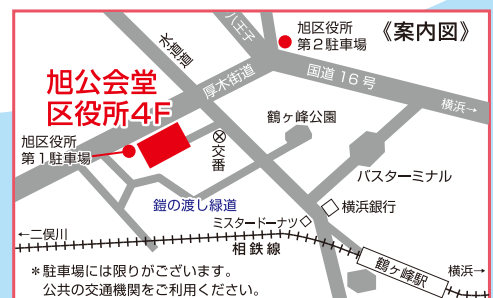 《案内図》
八王子
旭区役所
第2駐車場
水道道
厚木街道
国道16号
横浜→
旭公会堂
区役所4F
旭区役所
第1駐車場
交番
鶴ヶ峰公園
バスターミナル
鎧の渡し緑道
横浜銀行
ミスタードーナツ
←二俣川
相鉄線
鶴ヶ峰駅
横浜→
*駐車場には限りがございます。
公共の交通機関をご利用ください。